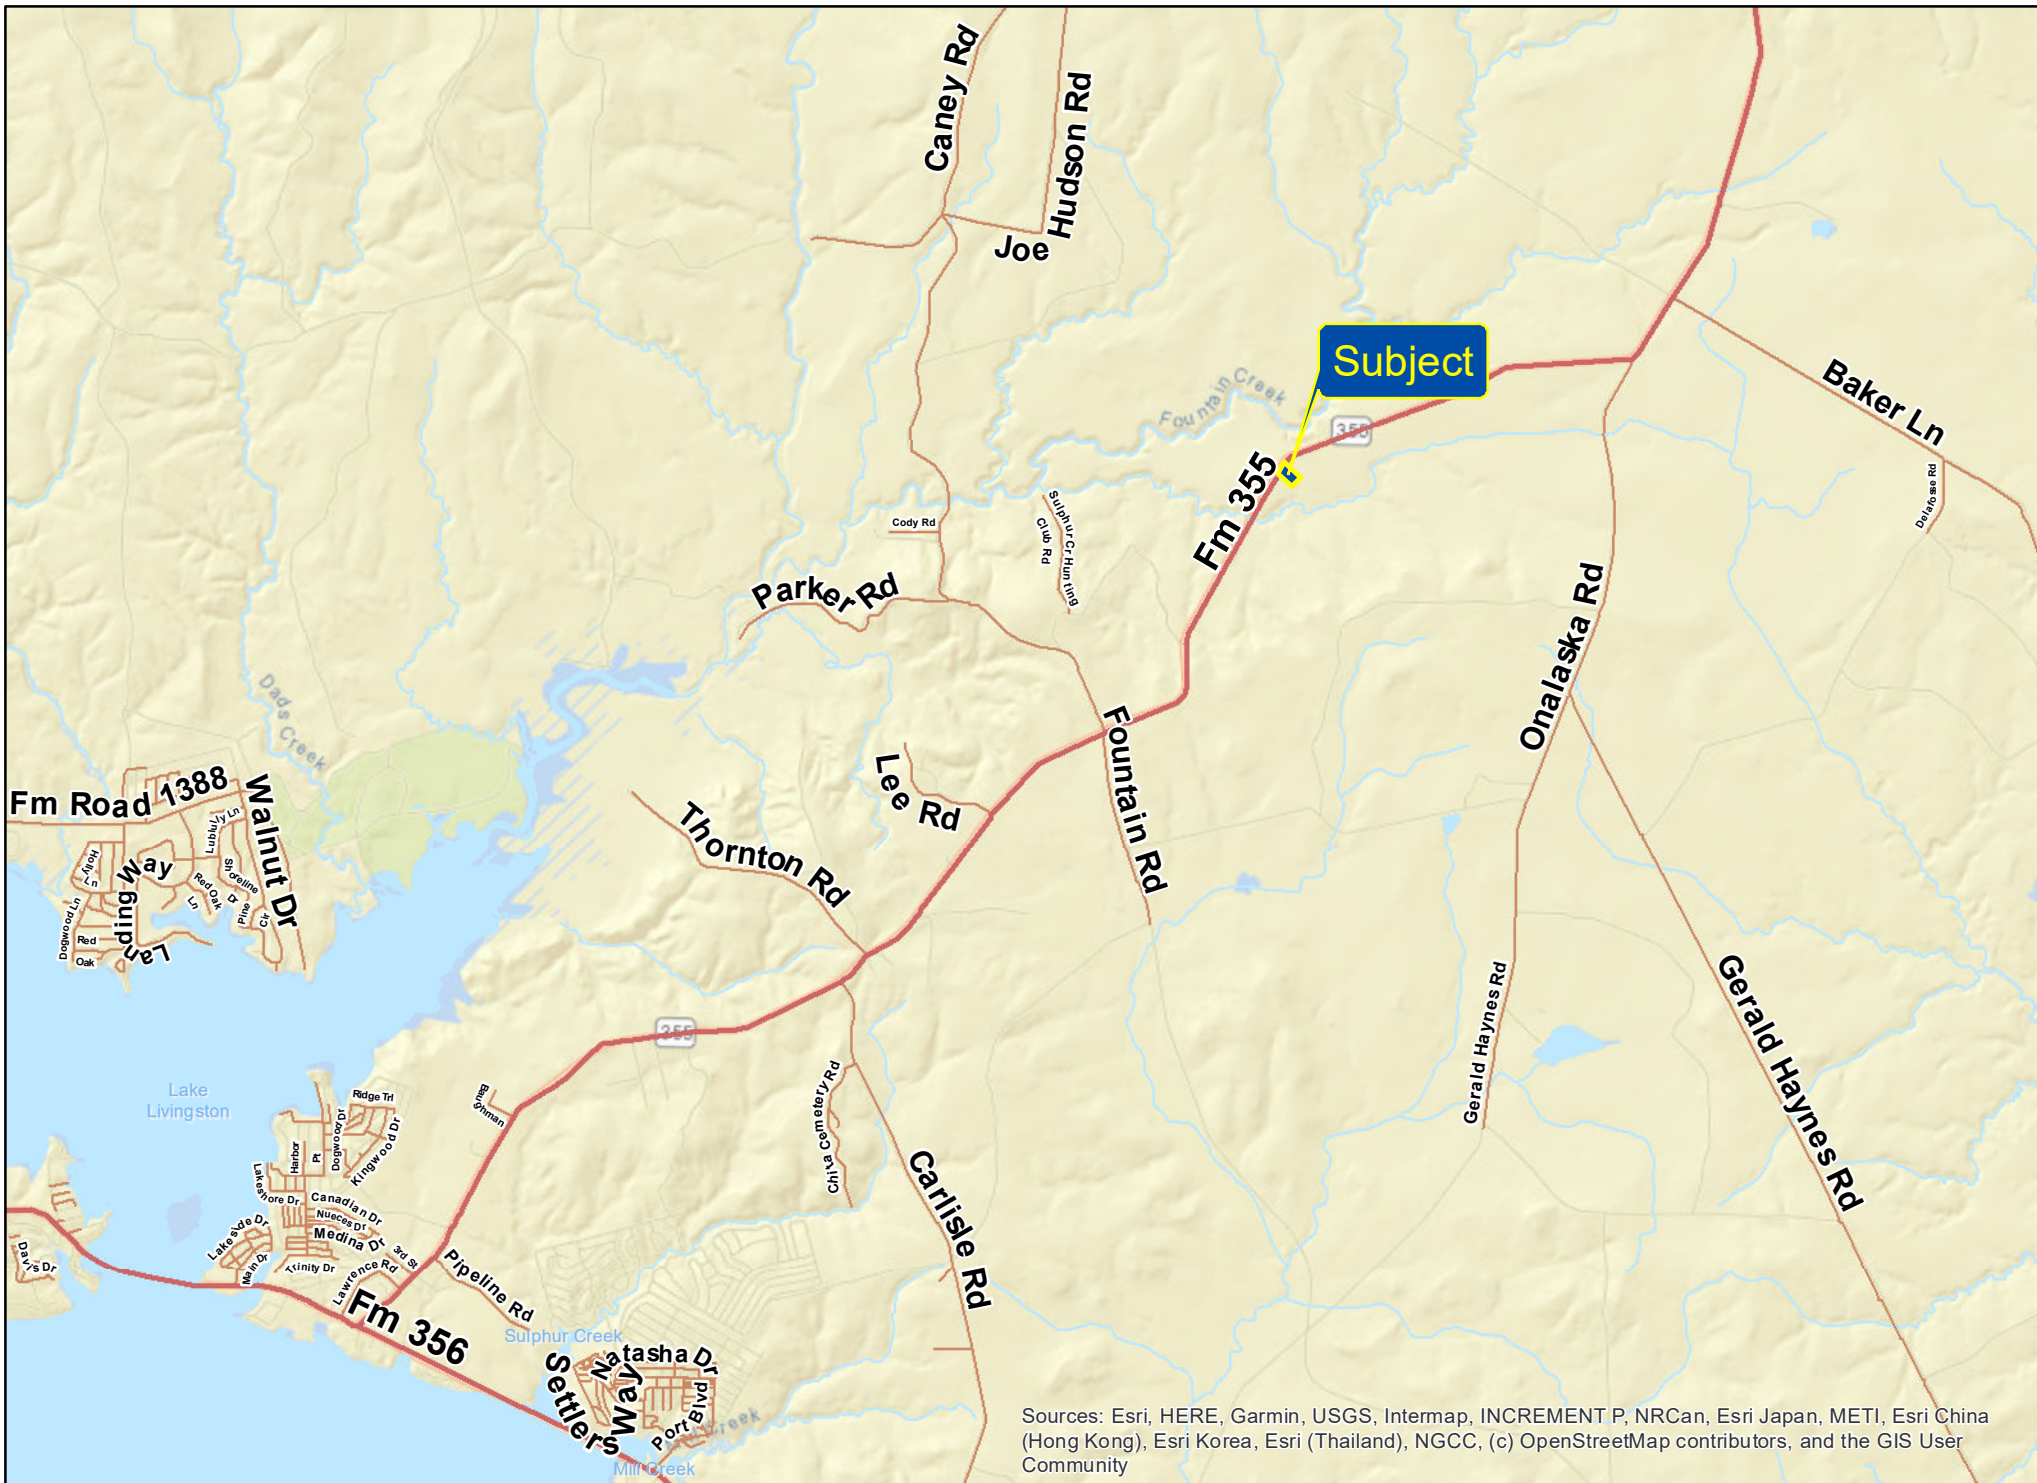 Caney Rd
Joe Hudson Rd
Subject
Fountain Creek
355
Baker Ln
Fm 355
Delafosse Rd
Cody Rd
Sulphur Cr Hunting
Club Rd
Parker Rd
Onalaska Rd
Dads Creek
Fountain Rd
Lee Rd
Fm Road 1388
Walnut Dr
Thornton Rd
Holly
Ln
Landing Way
Shoreline
Dr
Red Oak
Ln
Pine
Cir
Dogwood Ln
Red
Oak
Gerald Haynes Rd
Gerald Haynes Rd
355
Lake
Livingston
Baughman
Ridge Trl
Dogwood Dr
Kingwood Dr
Harbor
Pt
Chita Cemetery Rd
Carlisle Rd
Lakeshore Dr
Canadian Dr
Nueces Dr
Medina Dr
Lakeside Dr
Main Dr
Trinity Dr
Lawrence Rd
3rd St
Davis Dr
Pipeline Rd
Fm 356
Sulphur Creek
Natasha Dr
Settlers Way
Port Blvd
Mill Creek
Sources: Esri, HERE, Garmin, USGS, Intermap, INCREMENT P, NRCan, Esri Japan, METI, Esri China
(Hong Kong), Esri Korea, Esri (Thailand), NGCC, (c) OpenStreetMap contributors, and the GIS User
Community